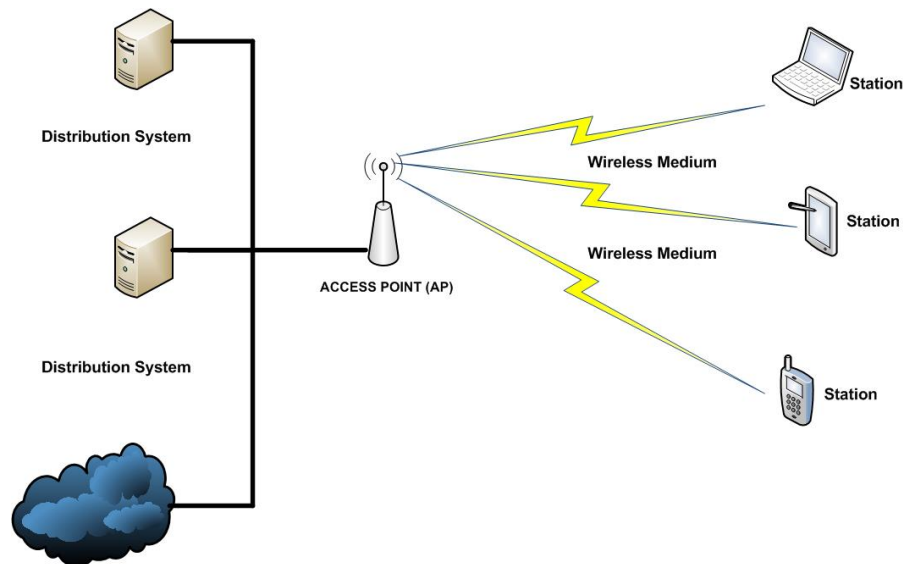 Station
Distribution System
Wireless Medium
Station
Wireless Medium
ACCESS POINT (AP)
Distribution System
Station